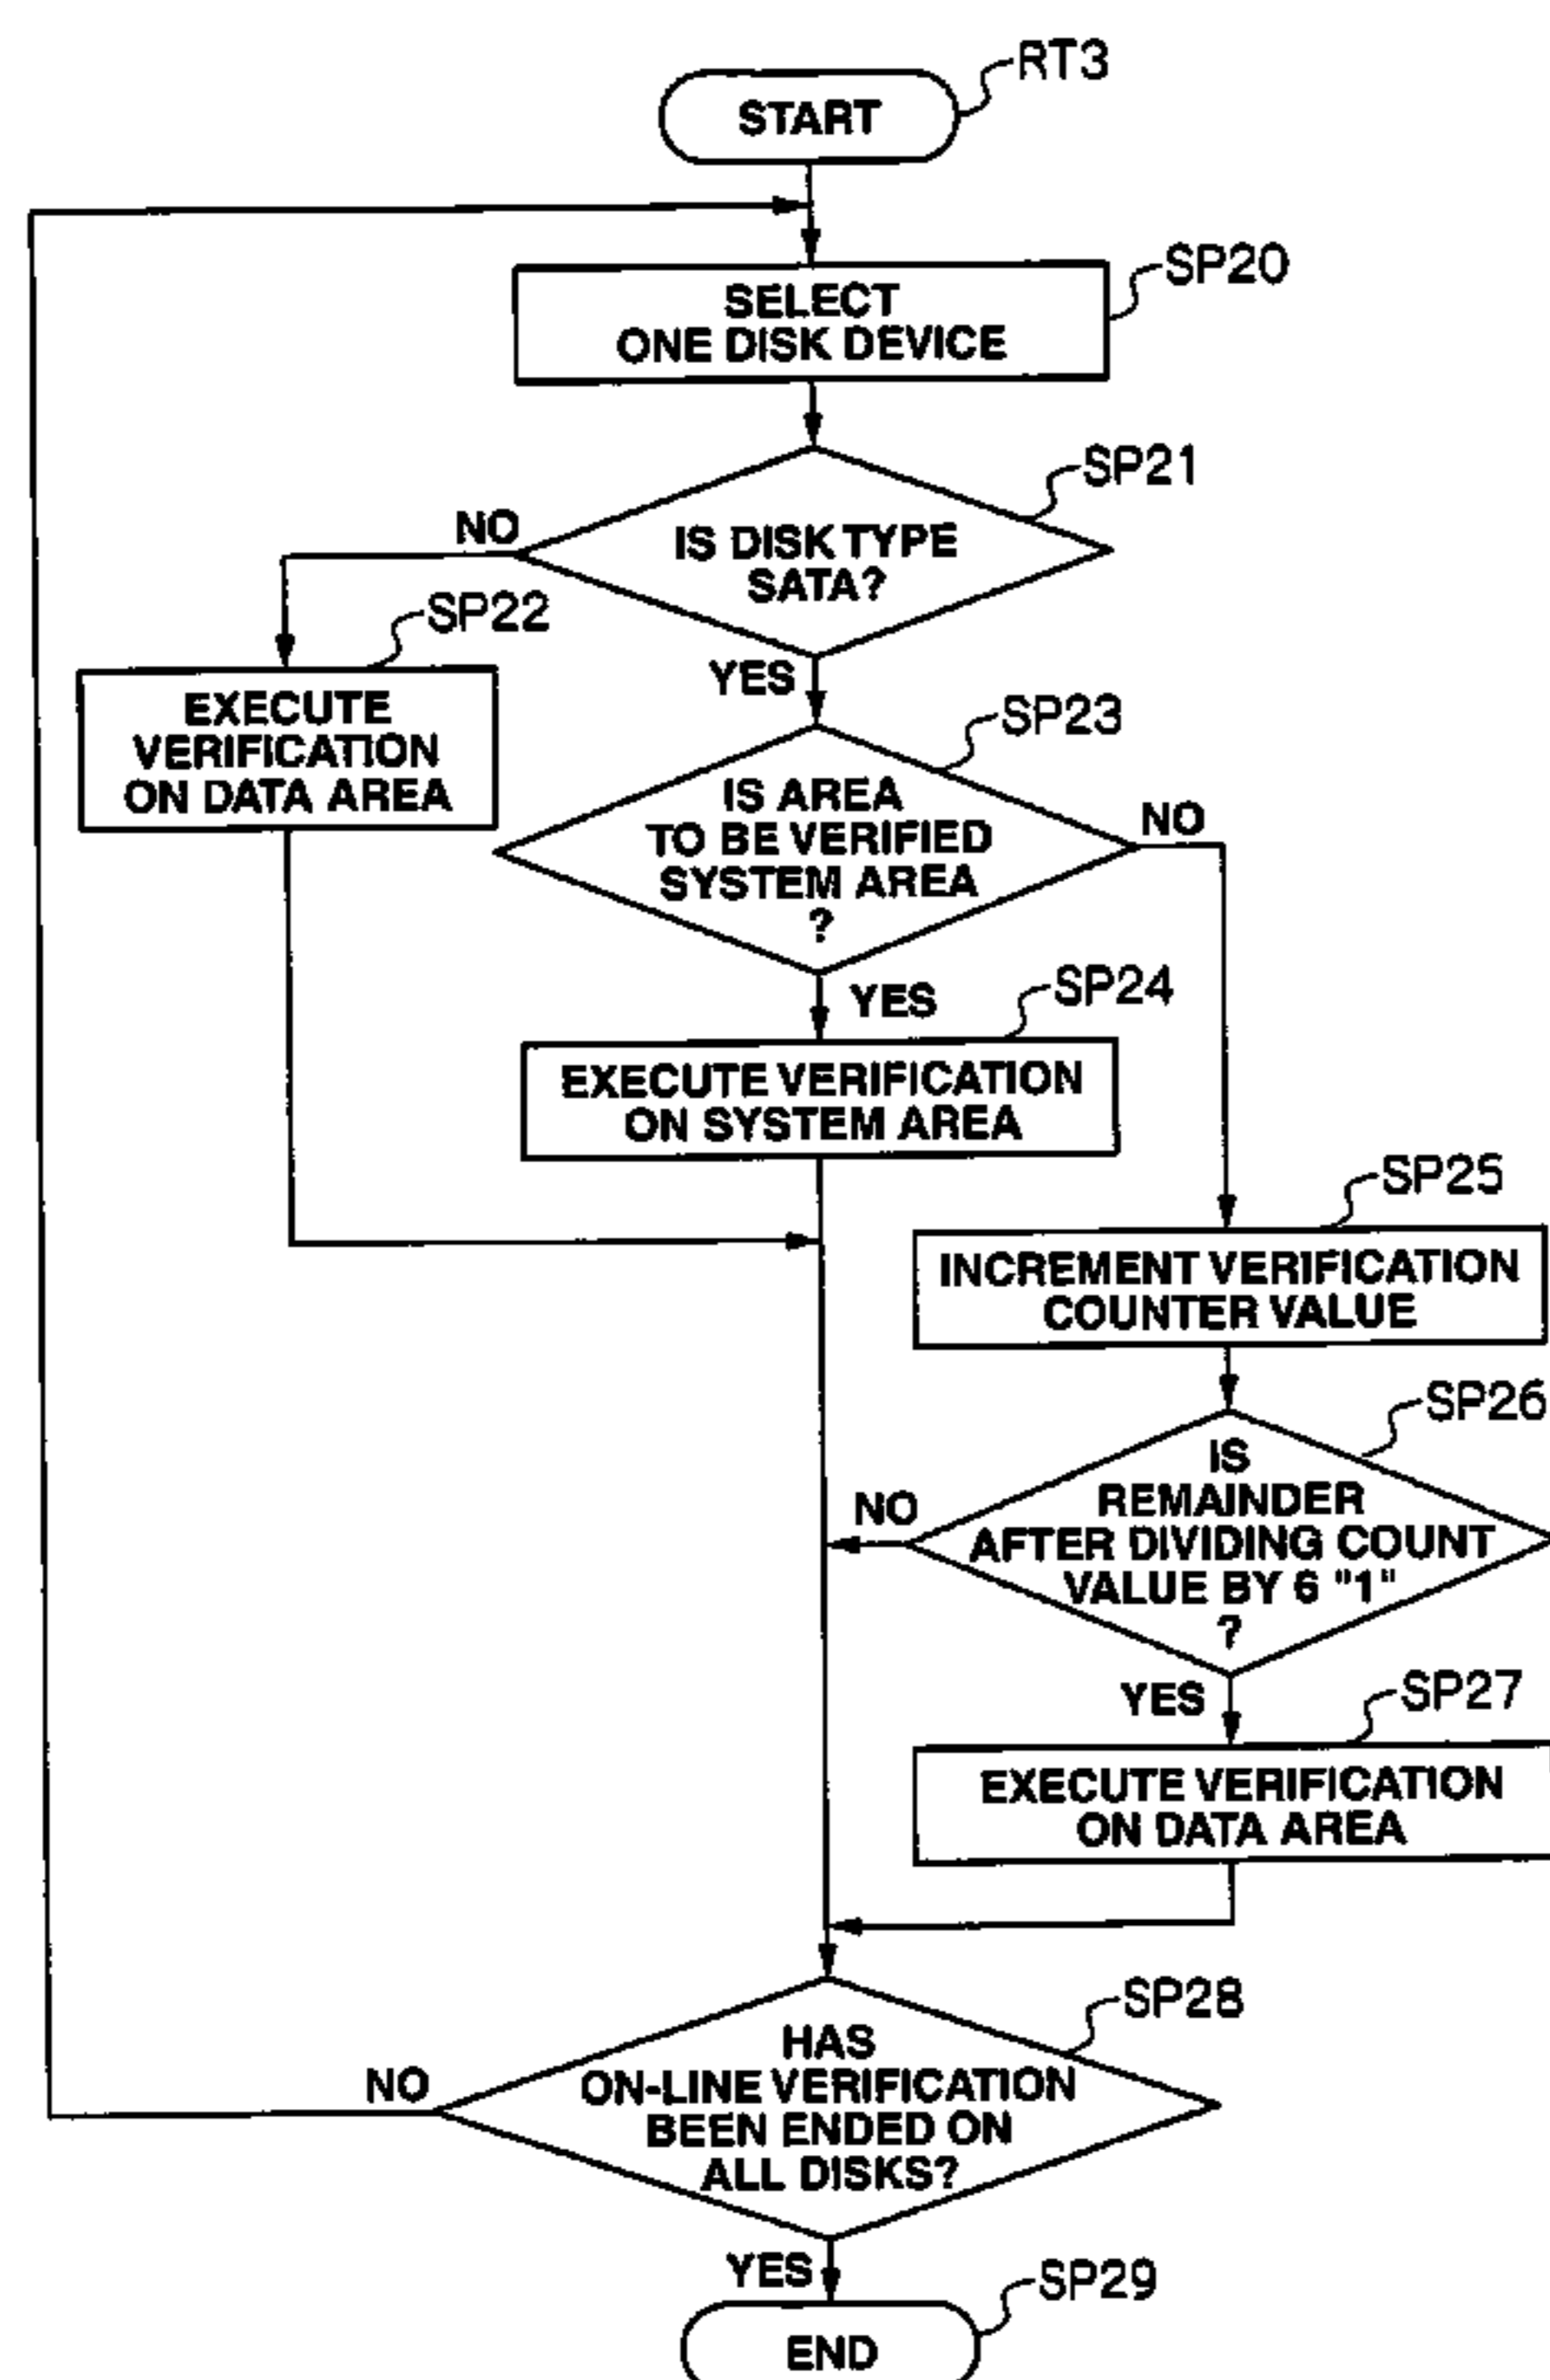 RT3
START
SP20
SELECT
ONE DISK DEVICE
SP21
NO
IS DISK TYPE
SATA?
SP22
YES
EXECUTE
VERIFICATION
ON DATA AREA
SP23
IS AREA
TO BE VERIFIED
SYSTEM AREA
?
NO
YES
SP24
EXECUTE VERIFICATION
ON SYSTEM AREA
SP25
INCREMENT VERIFICATION
COUNTER VALUE
SP26
IS
REMAINDER
AFTER DIVIDING COUNT
VALUE BY 6 "1"
?
NO
YES
SP27
EXECUTE VERIFICATION
ON DATA AREA
SP28
HAS
ON-LINE VERIFICATION
BEEN ENDED ON
ALL DISKS?
NO
YES
SP29
END